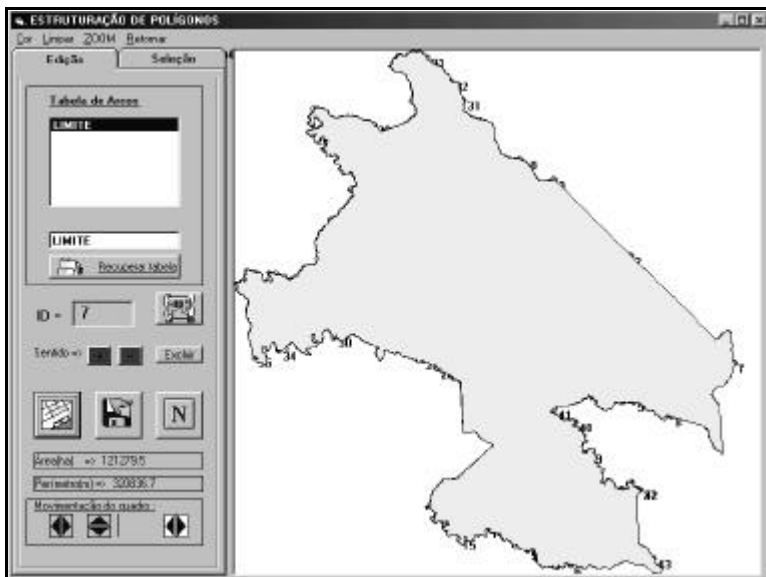 ESTRUTURAÇÃO DE POLÍGONOS
Cor Limpar ZOOM Retornar
Edição Seleção
Tabela de Arcos
LIMITE
LIMITE
Recuperar tabela
ID = 7
Sentido => Excluir
N
Área(ha) => 121279.5
Perímetro(m) => 320836.7
Movimentação do quadro :
31
34
30
41
40
9
42
43